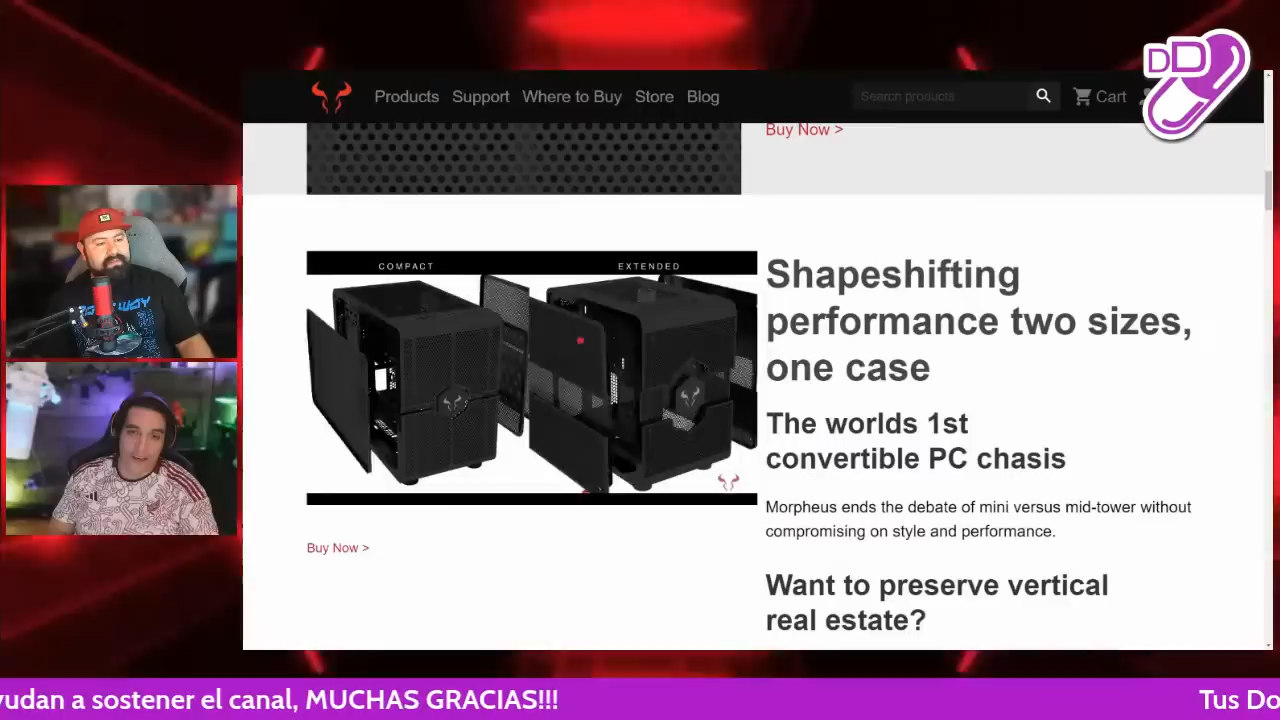 DD
Products Support Where to Buy Store Blog
Search products
Cart
Buy Now >
COMPACT
EXTENDED
Shapeshifting
performance two sizes,
one case
The worlds 1st
convertible PC chasis
Morpheus ends the debate of mini versus mid-tower without
compromising on style and performance.
Buy Now >
Want to preserve vertical
real estate?
yudan a sostener el canal, MUCHAS GRACIAS!!!
Tus Do